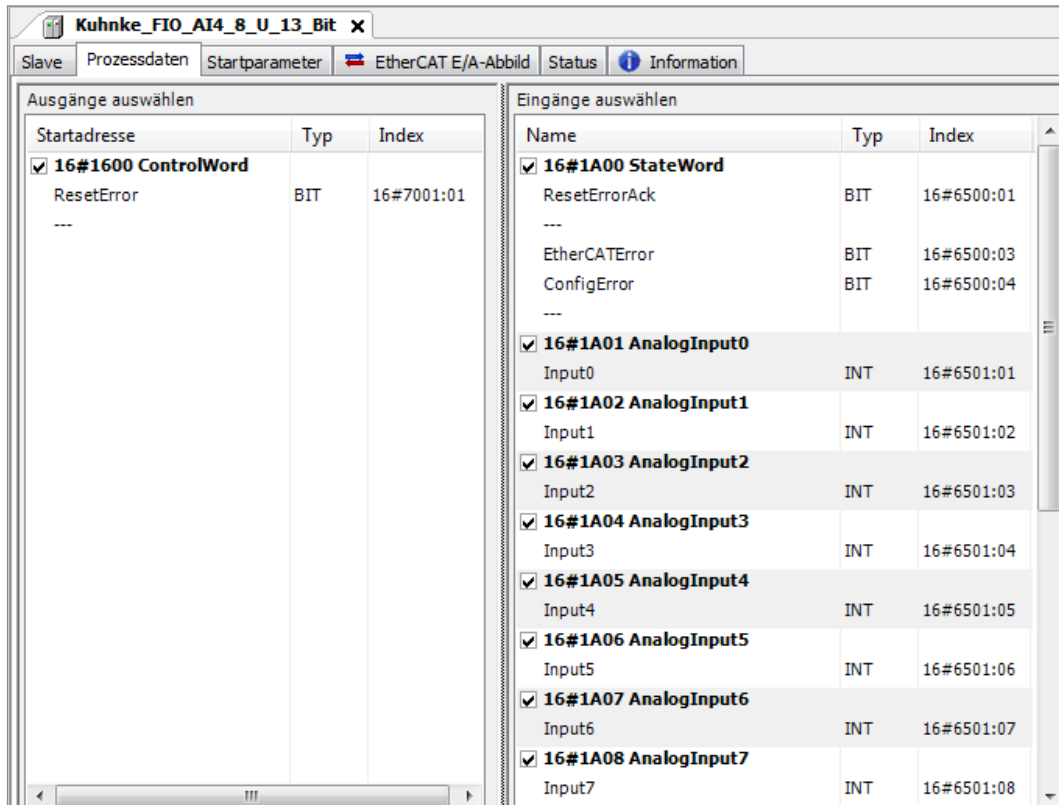 Kuhnke_FIO_AI4_8_U_13_Bit X
Slave Prozessdaten Startparameter EtherCAT E/A-Abbild Status Information
Ausgänge auswählen
Startadresse Typ Index
16#1600 ControlWord
ResetError BIT 16#7001:01
---
Eingänge auswählen
Name Typ Index
16#1A00 StateWord
ResetErrorAck BIT 16#6500:01
---
EtherCATError BIT 16#6500:03
ConfigError BIT 16#6500:04
---
16#1A01 AnalogInput0
Input0 INT 16#6501:01
16#1A02 AnalogInput1
Input1 INT 16#6501:02
16#1A03 AnalogInput2
Input2 INT 16#6501:03
16#1A04 AnalogInput3
Input3 INT 16#6501:04
16#1A05 AnalogInput4
Input4 INT 16#6501:05
16#1A06 AnalogInput5
Input5 INT 16#6501:06
16#1A07 AnalogInput6
Input6 INT 16#6501:07
16#1A08 AnalogInput7
Input7 INT 16#6501:08